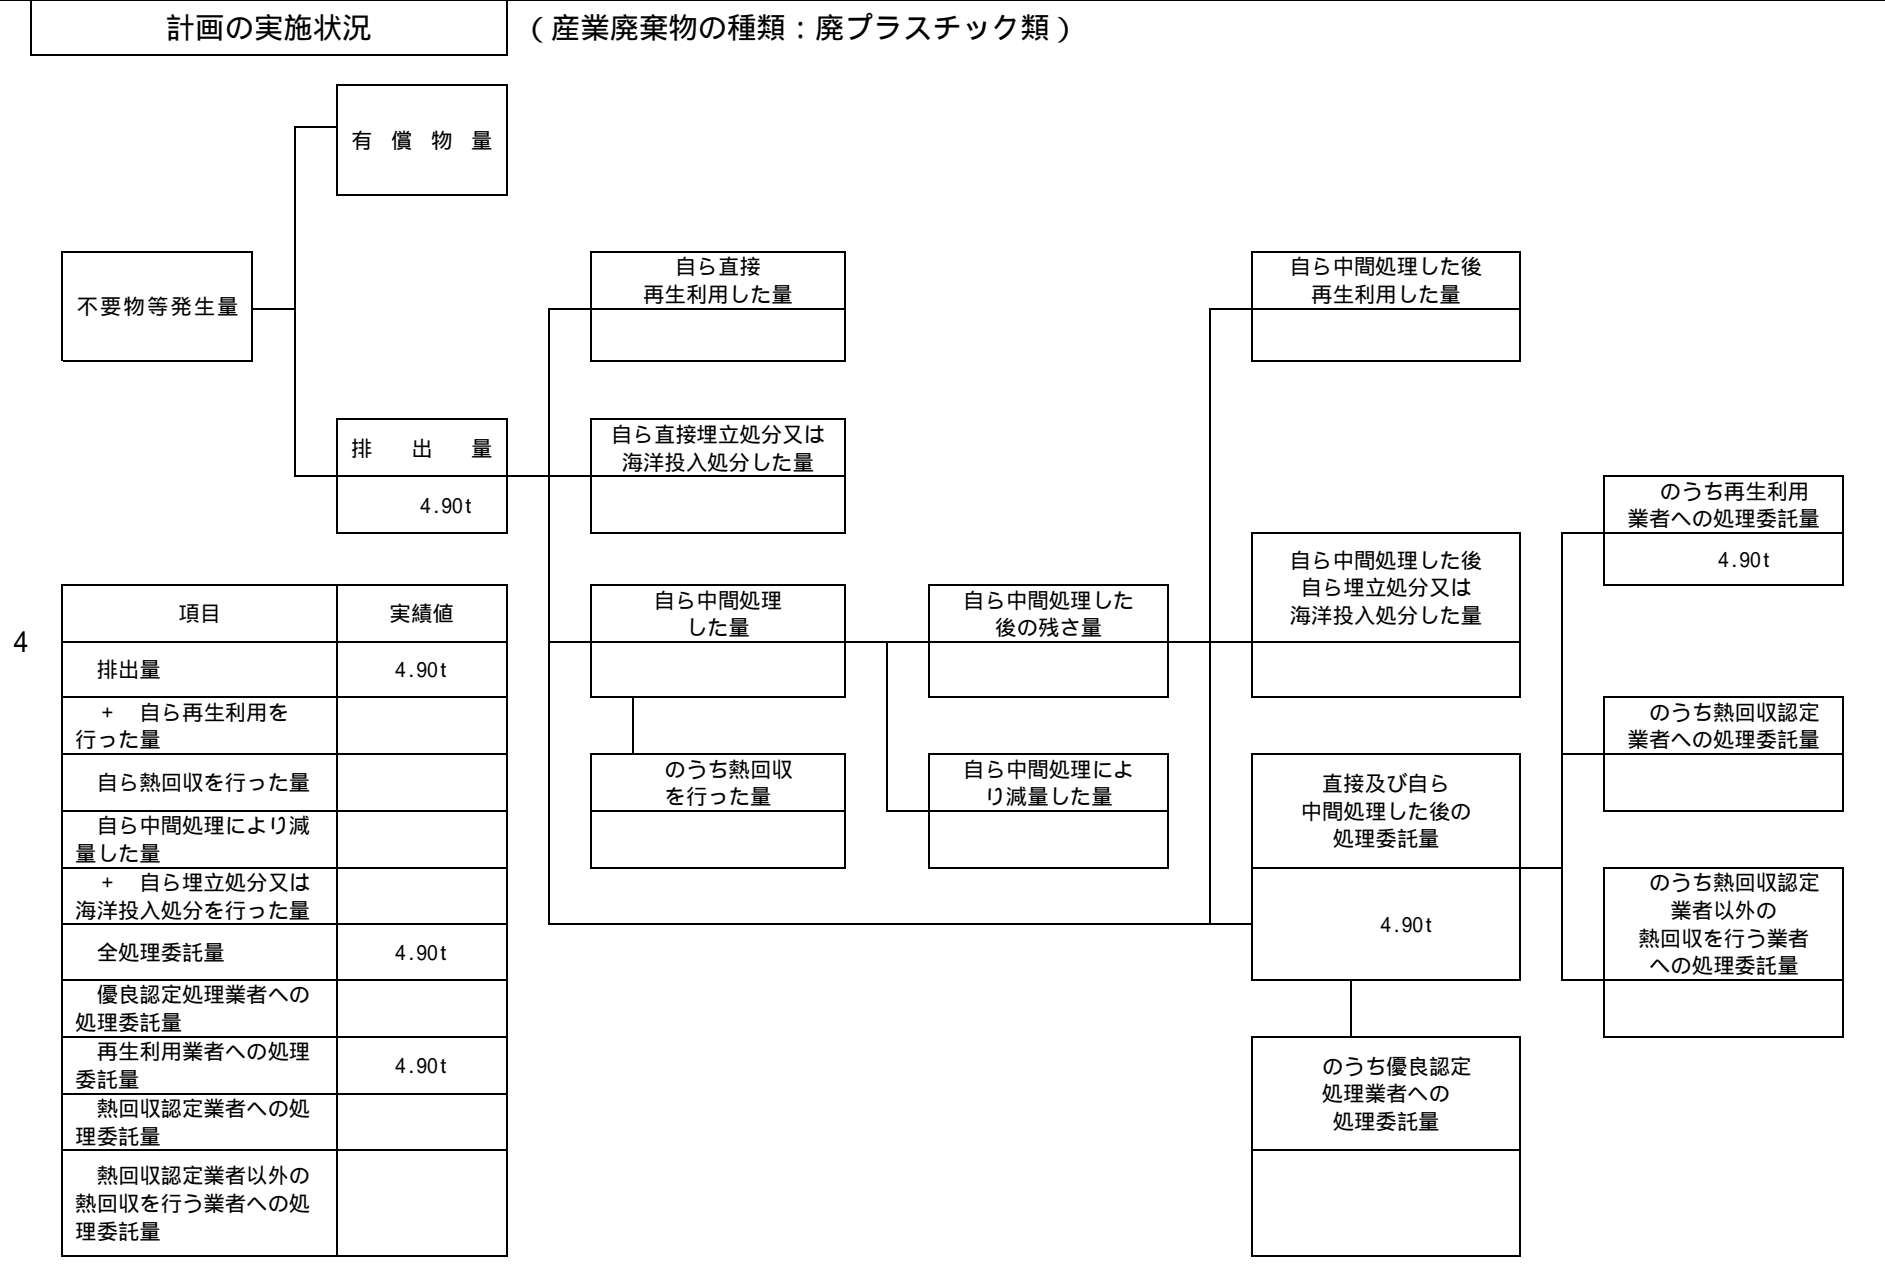 計画の実施状況
(産業廃棄物の種類:廃プラスチック類)
有 償 物 量
不要物等発生量
自ら直接
再生利用した量
自ら中間処理した後
再生利用した量
排 出 量
4.90t
自ら直接埋立処分又は
海洋投入処分した量
のうち再生利用
業者への処理委託量
4.90t
自ら中間処理した後
自ら埋立処分又は
海洋投入処分した量
自ら中間処理
した量
自ら中間処理した
後の残さ量
のうち熱回収認定
業者への処理委託量
のうち熱回収
を行った量
自ら中間処理によ
り減量した量
直接及び自ら
中間処理した後の
処理委託量
4.90t
のうち熱回収認定
業者以外の
熱回収を行う業者
への処理委託量
のうち優良認定
処理業者への
処理委託量
4
項目 実績値
排出量 4.90t
+ 自ら再生利用を
行った量
自ら熱回収を行った量
自ら中間処理により減
量した量
+ 自ら埋立処分又は
海洋投入処分を行った量
全処理委託量 4.90t
優良認定処理業者への
処理委託量
再生利用業者への処理
委託量 4.90t
熱回収認定業者への処
理委託量
熱回収認定業者以外の
熱回収を行う業者への処
理委託量